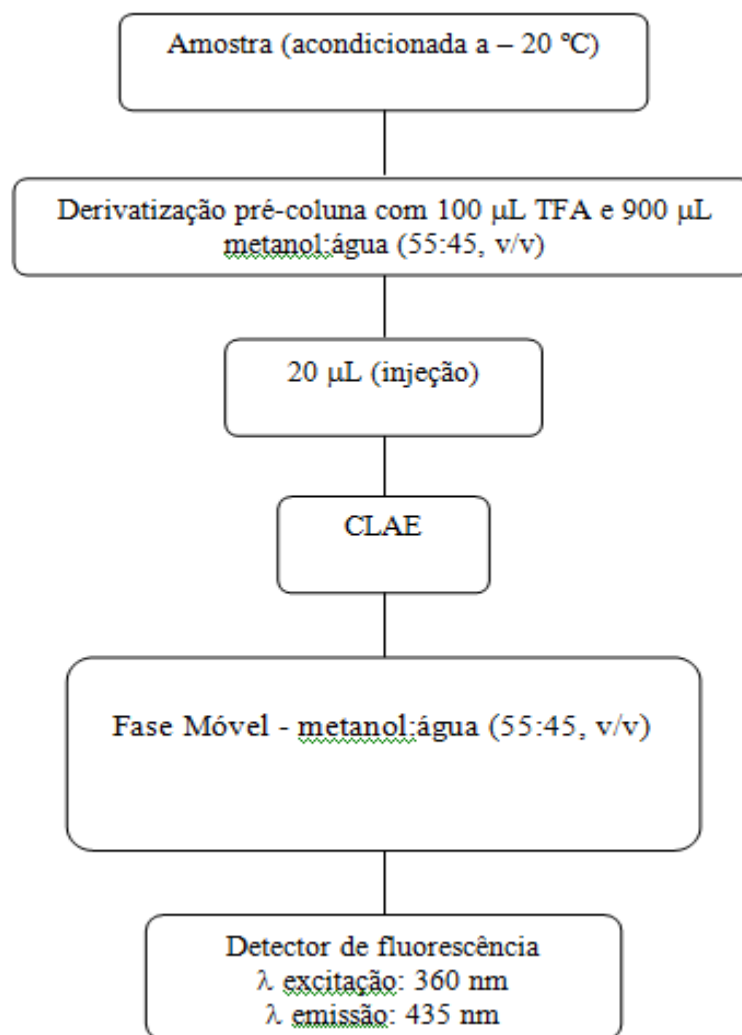 Amostra (acondicionada a – 20 ºC)
Derivatização pré-coluna com 100 μL TFA e 900 μL
metanol:água (55:45, v/v)
20 μL (injeção)
CLAE
Fase Móvel - metanol:água (55:45, v/v)
Detector de fluorescência
λ excitação: 360 nm
λ emissão: 435 nm